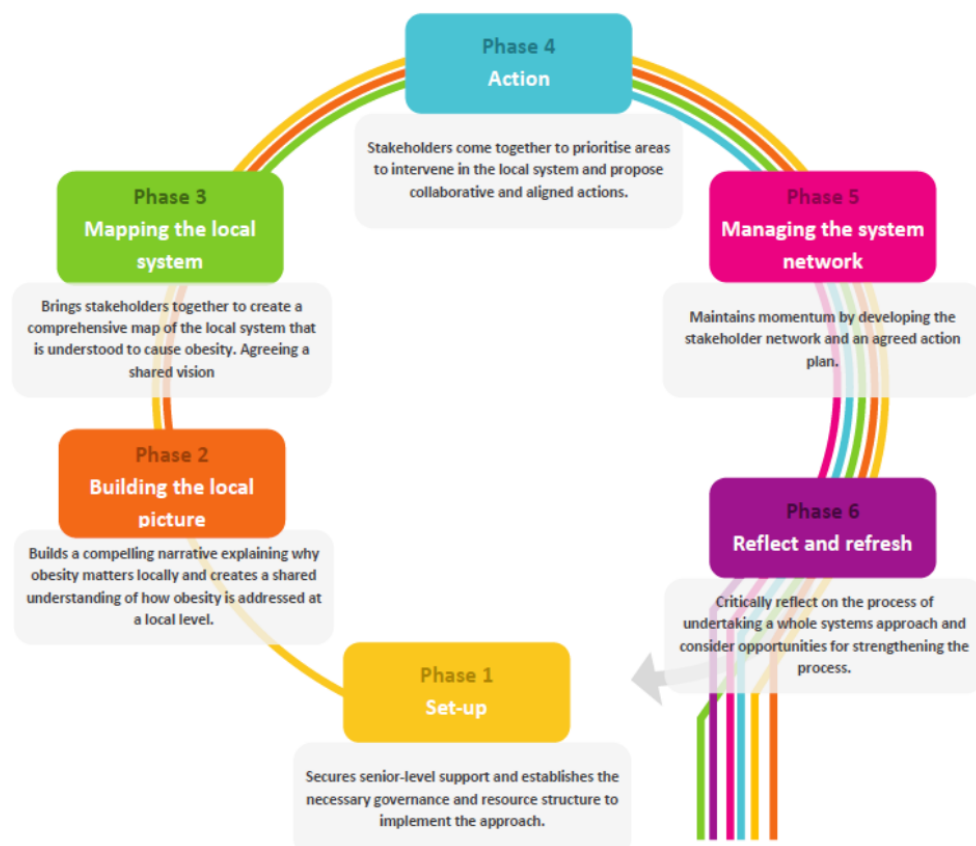 Phase 1
Set-up
Secures senior-level support and establishes the
necessary governance and resource structure to
implement the approach.
Phase 2
Building the local
picture
Builds a compelling narrative explaining why
obesity matters locally and creates a shared
understanding of how obesity is addressed at
a local level.
Phase 3
Mapping the local
system
Brings stakeholders together to create a
comprehensive map of the local system that
is understood to cause obesity. Agreeing a
shared vision
Phase 4
Action
Stakeholders come together to prioritise areas
to intervene in the local system and propose
collaborative and aligned actions.
Phase 5
Managing the system
network
Maintains momentum by developing the
stakeholder network and an agreed action
plan.
Phase 6
Reflect and refresh
Critically reflect on the process of
undertaking a whole systems approach and
consider opportunities for strengthening the
process.